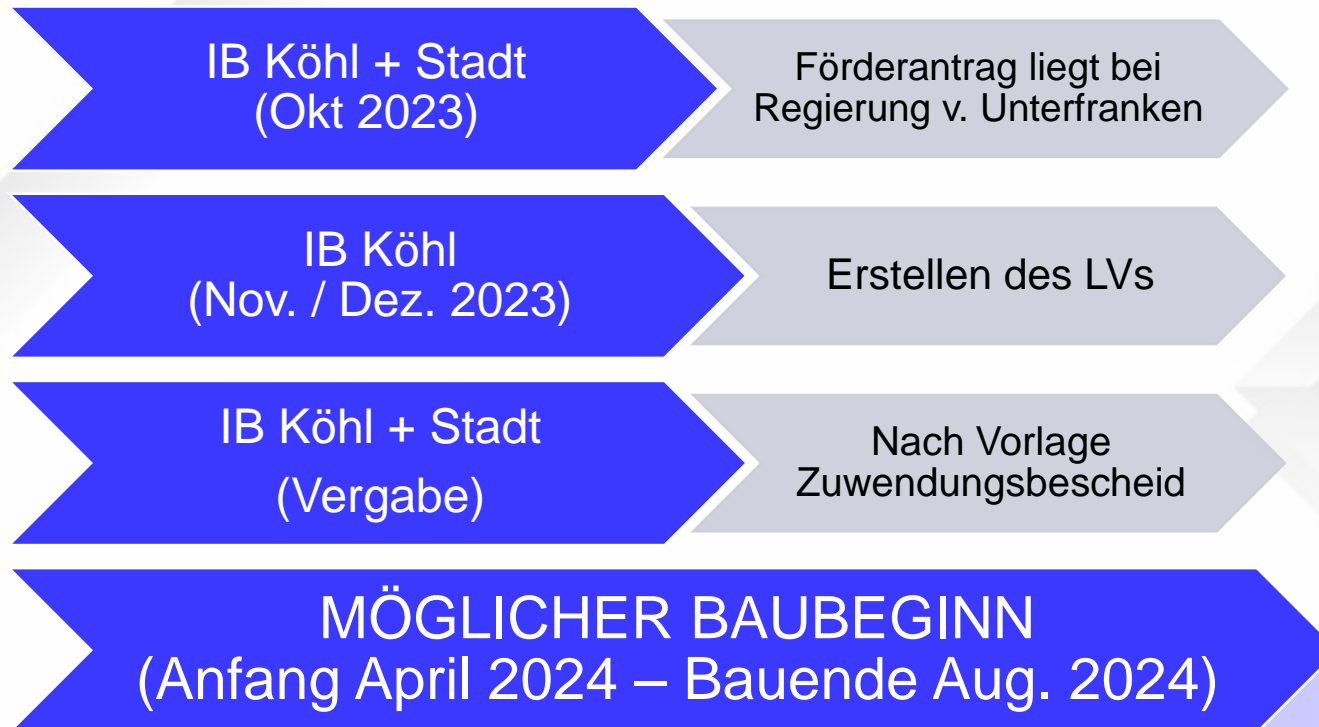 IB Köhl + Stadt
(Okt 2023)
Förderantrag liegt bei
Regierung v. Unterfranken
IB Köhl
(Nov. / Dez. 2023)
Erstellen des LVs
IB Köhl + Stadt
(Vergabe)
Nach Vorlage
Zuwendungsbescheid
MÖGLICHER BAUBEGINN
(Anfang April 2024 – Bauende Aug. 2024)